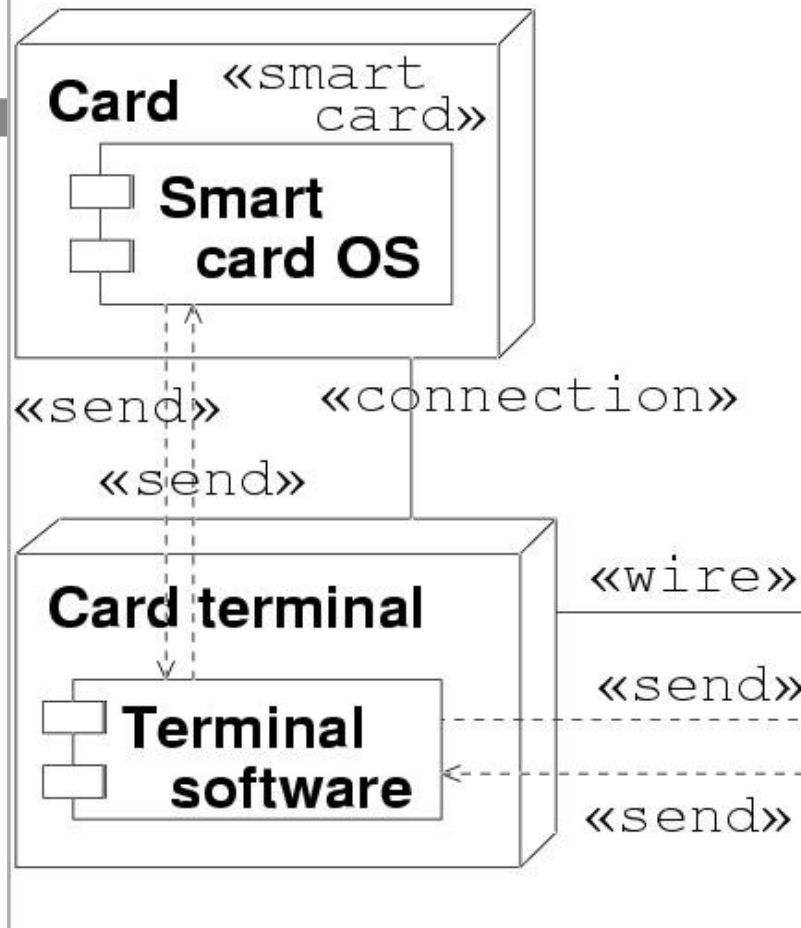 Card
«smart
card»
Smart
card OS
«send»
«connection»
«send»
Card terminal
«wire»
«send»
Terminal
software
«send»